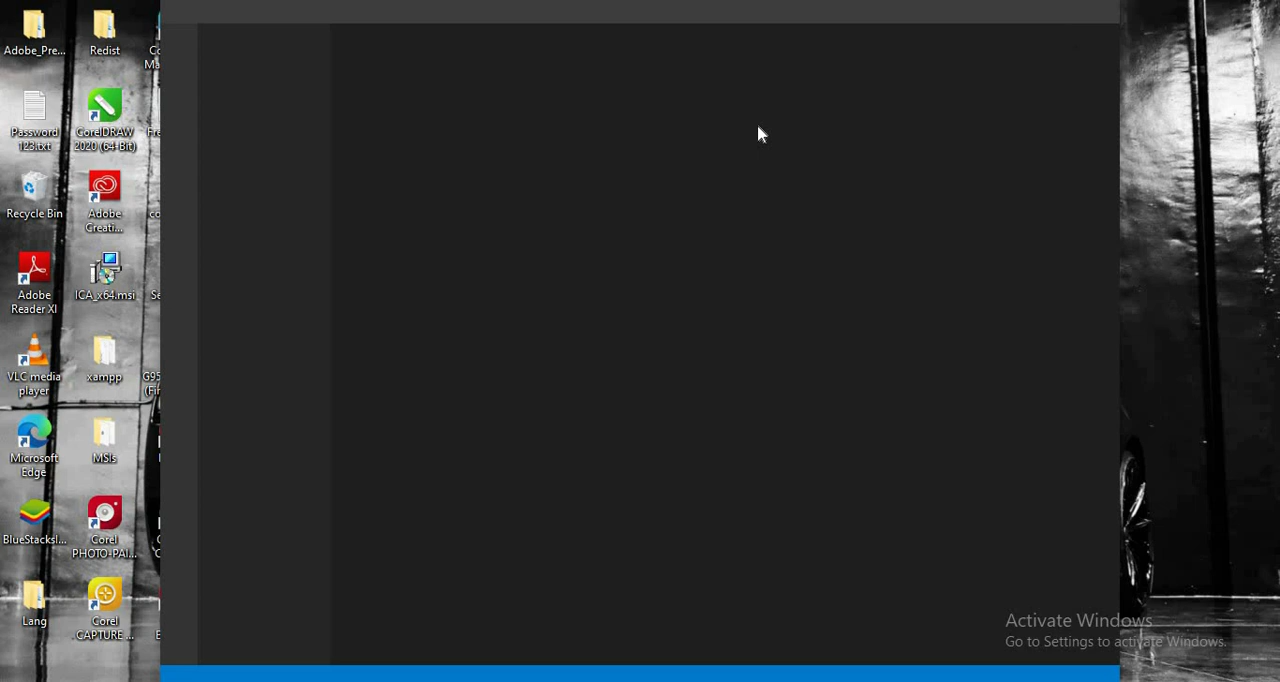 Adobe_Pre...
Redist
Password
123.txt
CorelDRAW
2020 (64-Bit)
Recycle Bin
Adobe
Creati...
Adobe
Reader XI
ICA_x64.msi
VLC media
player
xampp
Microsoft
Edge
MSIs
BlueStacks...
Corel
PHOTO-PAI...
Lang
Corel
CAPTURE ...
Activate Windows
Go to Settings to activate Windows.